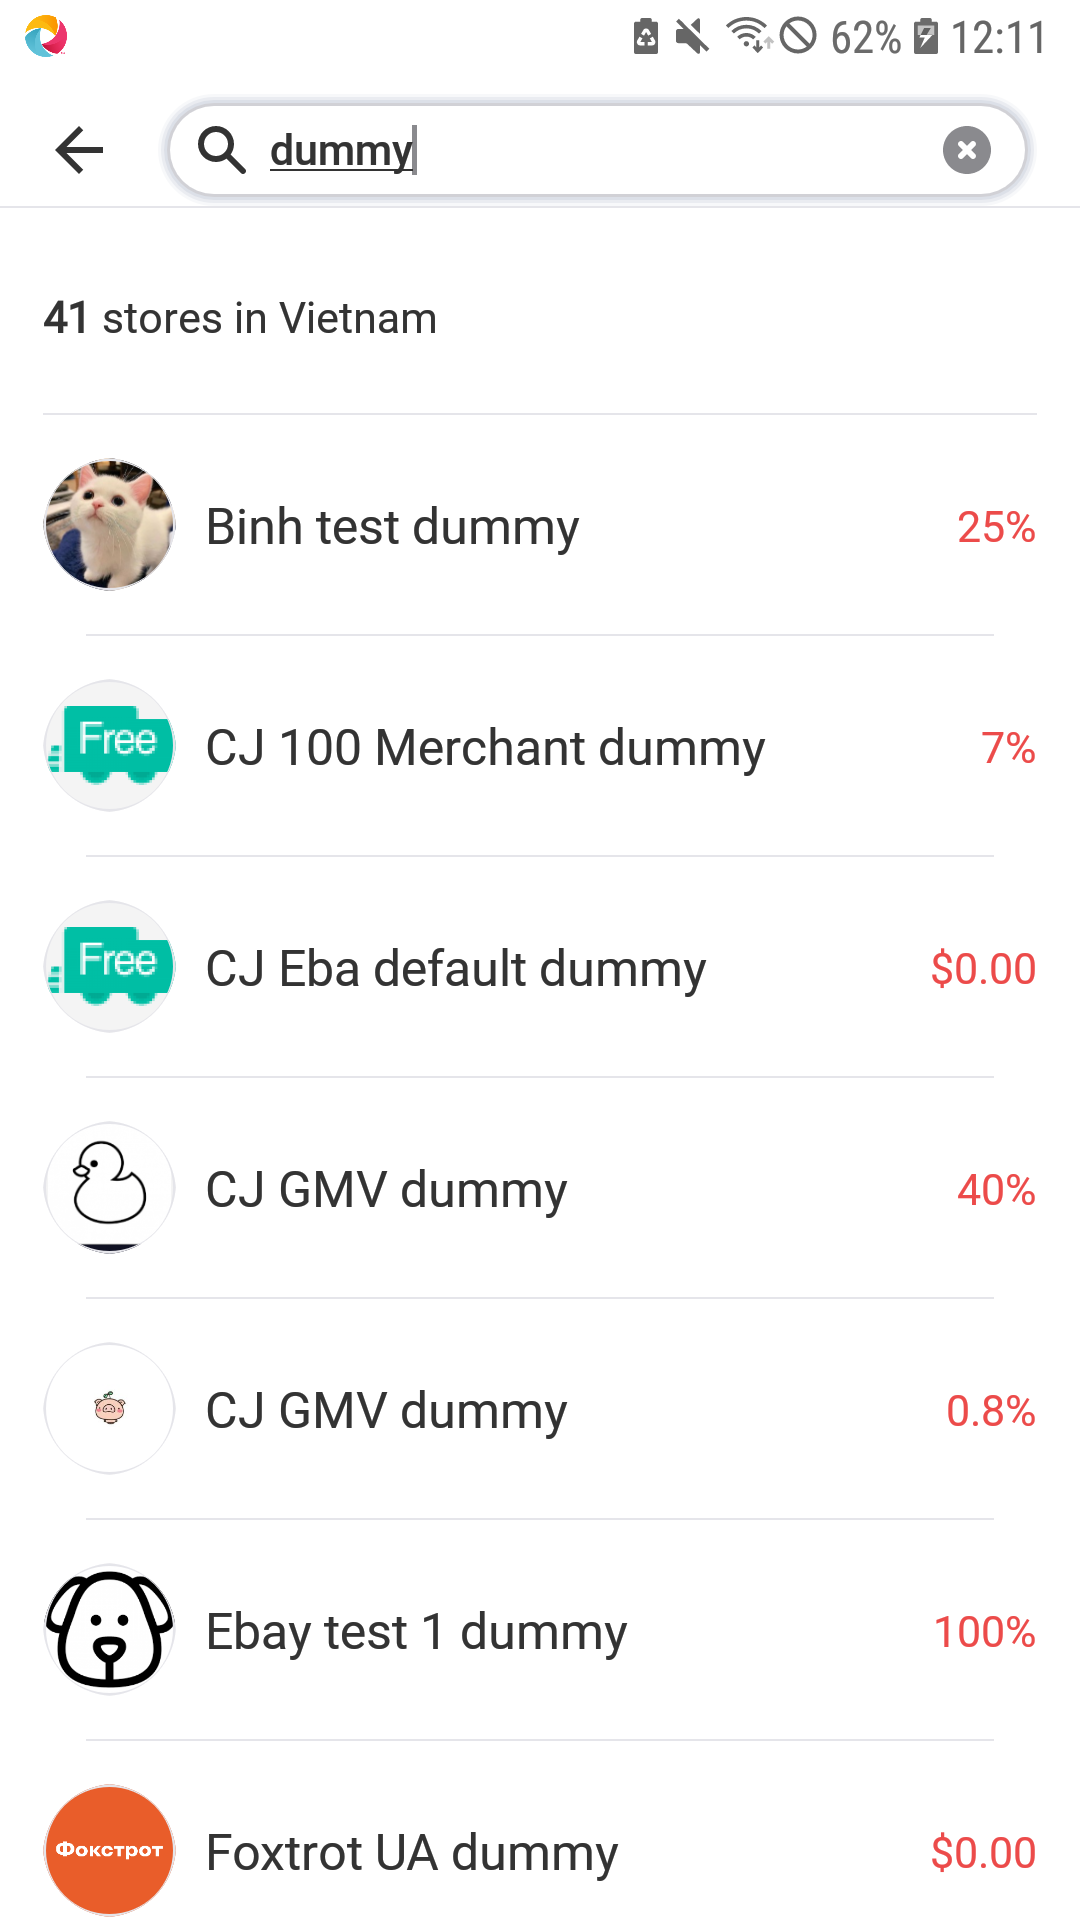 62% 12:11
dummy
41 stores in Vietnam
Binh test dummy 25%
Free
CJ 100 Merchant dummy 7%
Free
CJ Eba default dummy $0.00
CJ GMV dummy 40%
CJ GMV dummy 0.8%
Ebay test 1 dummy 100%
Фокстрот
Foxtrot UA dummy $0.00